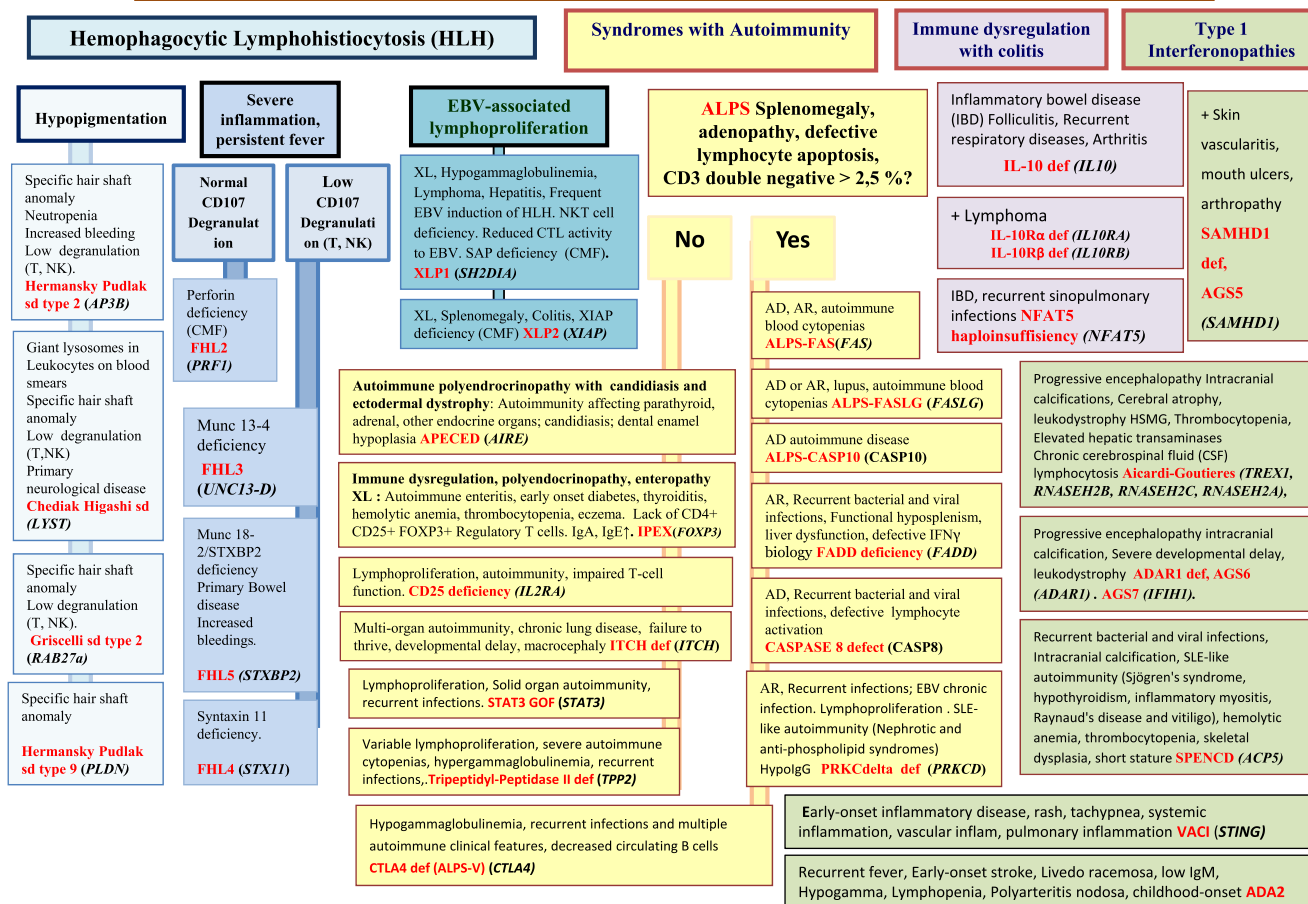 Hemophagocytic Lymphohistiocytosis (HLH)
Syndromes with Autoimmunity
Immune dysregulation
with colitis
Type 1
Interferonopathies
Hypopigmentation
Specific hair shaft
anomaly
Neutropenia
Increased bleeding
Low degranulation
(T, NK).
Hermansky Pudlak
sd type 2 (AP3B)
Giant lysosomes in
Leukocytes on blood
smears
Specific hair shaft
anomaly
Low degranulation
(T,NK)
Primary
neurological disease
Chediak Higashi sd
(LYST)
Specific hair shaft
anomaly
Low degranulation
(T, NK).
Griscelli sd type 2
(RAB27a)
Specific hair shaft
anomaly
Hermansky Pudlak
sd type 9 (PLDN)
Severe
inflammation,
persistent fever
Normal
CD107
Degranulat
ion
Low
CD107
Degranulati
on (T, NK)
Perforin
deficiency
(CMF)
FHL2
(PRF1)
Munc 13-4
deficiency
FHL3
(UNC13-D)
Munc 18-
2/STXBP2
deficiency
Primary Bowel
disease
Increased
bleedings.
FHL5 (STXBP2)
Syntaxin 11
deficiency.
FHL4 (STX11)
EBV-associated
lymphoproliferation
XL, Hypogammaglobulinemia,
Lymphoma, Hepatitis, Frequent
EBV induction of HLH. NKT cell
deficiency. Reduced CTL activity
to EBV. SAP deficiency (CMF).
XLP1 (SH2DIA)
XL, Splenomegaly, Colitis, XIAP
deficiency (CMF) XLP2 (XIAP)
ALPS Splenomegaly,
adenopathy, defective
lymphocyte apoptosis,
CD3 double negative > 2,5 %?
No
Yes
Autoimmune polyendocrinopathy with candidiasis and
ectodermal dystrophy: Autoimmunity affecting parathyroid,
adrenal, other endocrine organs; candidiasis; dental enamel
hypoplasia APECED (AIRE)
Immune dysregulation, polyendocrinopathy, enteropathy
XL : Autoimmune enteritis, early onset diabetes, thyroiditis,
hemolytic anemia, thrombocytopenia, eczema. Lack of CD4+
CD25+ FOXP3+ Regulatory T cells. IgA, IgE↑. IPEX(FOXP3)
Lymphoproliferation, autoimmunity, impaired T-cell
function. CD25 deficiency (IL2RA)
Multi-organ autoimmunity, chronic lung disease, failure to
thrive, developmental delay, macrocephaly ITCH def (ITCH)
Lymphoproliferation, Solid organ autoimmunity,
recurrent infections. STAT3 GOF (STAT3)
Variable lymphoproliferation, severe autoimmune
cytopenias, hypergammaglobulinemia, recurrent
infections,.Tripeptidyl-Peptidase II def (TPP2)
Hypogammaglobulinemia, recurrent infections and multiple
autoimmune clinical features, decreased circulating B cells
CTLA4 def (ALPS-V) (CTLA4)
AD, AR, autoimmune
blood cytopenias
ALPS-FAS(FAS)
AD or AR, lupus, autoimmune blood
cytopenias ALPS-FASLG (FASLG)
AD autoimmune disease
ALPS-CASP10 (CASP10)
AR, Recurrent bacterial and viral
infections, Functional hyposplenism,
liver dysfunction, defective IFNγ
biology FADD deficiency (FADD)
AD, Recurrent bacterial and viral
infections, defective lymphocyte
activation
CASPASE 8 defect (CASP8)
AR, Recurrent infections; EBV chronic
infection. Lymphoproliferation . SLE-
like autoimmunity (Nephrotic and
anti-phospholipid syndromes)
HypoIgG PRKCdelta def (PRKCD)
Inflammatory bowel disease
(IBD) Folliculitis, Recurrent
respiratory diseases, Arthritis
IL-10 def (IL10)
+ Lymphoma
IL-10Rα def (IL10RA)
IL-10Rβ def (IL10RB)
IBD, recurrent sinopulmonary
infections NFAT5
haploinsuffisiency (NFAT5)
+ Skin
vascularitis,
mouth ulcers,
arthropathy
SAMHD1
def,
AGS5
(SAMHD1)
Progressive encephalopathy Intracranial
calcifications, Cerebral atrophy,
leukodystrophy HSMG, Thrombocytopenia,
Elevated hepatic transaminases
Chronic cerebrospinal fluid (CSF)
lymphocytosis Aicardi-Goutieres (TREX1,
RNASEH2B, RNASEH2C, RNASEH2A),
Progressive encephalopathy intracranial
calcification, Severe developmental delay,
leukodystrophy ADAR1 def, AGS6
(ADAR1) . AGS7 (IFIH1).
Recurrent bacterial and viral infections,
Intracranial calcification, SLE-like
autoimmunity (Sjögren's syndrome,
hypothyroidism, inflammatory myositis,
Raynaud's disease and vitiligo), hemolytic
anemia, thrombocytopenia, skeletal
dysplasia, short stature SPENCD (ACP5)
Early-onset inflammatory disease, rash, tachypnea, systemic
inflammation, vascular inflam, pulmonary inflammation VACI (STING)
Recurrent fever, Early-onset stroke, Livedo racemosa, low IgM,
Hypogamma, Lymphopenia, Polyarteritis nodosa, childhood-onset ADA2